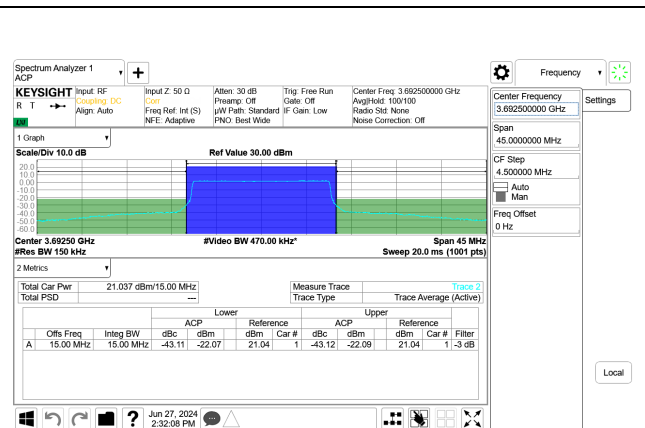 Spectrum Analyzer 1
ACP
Frequency
KEYSIGHT
R T
LXI
Input: RF
Coupling: DC
Align: Auto
Input Z: 50 Ω
Corr
Freq Ref: Int (S)
NFE: Adaptive
Atten: 30 dB
Preamp: Off
µW Path: Standard
PNO: Best Wide
Trig: Free Run
Gate: Off
IF Gain: Low
Center Freq: 3.692500000 GHz
Avg|Hold: 100/100
Radio Std: None
Noise Correction: Off
Center Frequency
3.692500000 GHz
Settings
Span
45.0000000 MHz
CF Step
4.500000 MHz
Auto
Man
Freq Offset
0 Hz
1 Graph
Scale/Div 10.0 dB Ref Value 30.00 dBm
20.0
10.0
0.00
-10.0
-20.0
-30.0
-40.0
-50.0
-60.0
Center 3.69250 GHz #Video BW 470.00 kHz* Span 45 MHz
#Res BW 150 kHz Sweep 20.0 ms (1001 pts)
2 Metrics
Total Car Pwr 21.037 dBm/15.00 MHz Measure Trace Trace 2
Total PSD --- Trace Type Trace Average (Active)
Lower Upper
ACP Reference ACP Reference
Offs Freq Integ BW dBc dBm dBm Car # dBc dBm dBm Car # Filter
A 15.00 MHz 15.00 MHz -43.11 -22.07 21.04 1 -43.12 -22.09 21.04 1 -3 dB
Local
? Jun 27, 2024
2:32:08 PM